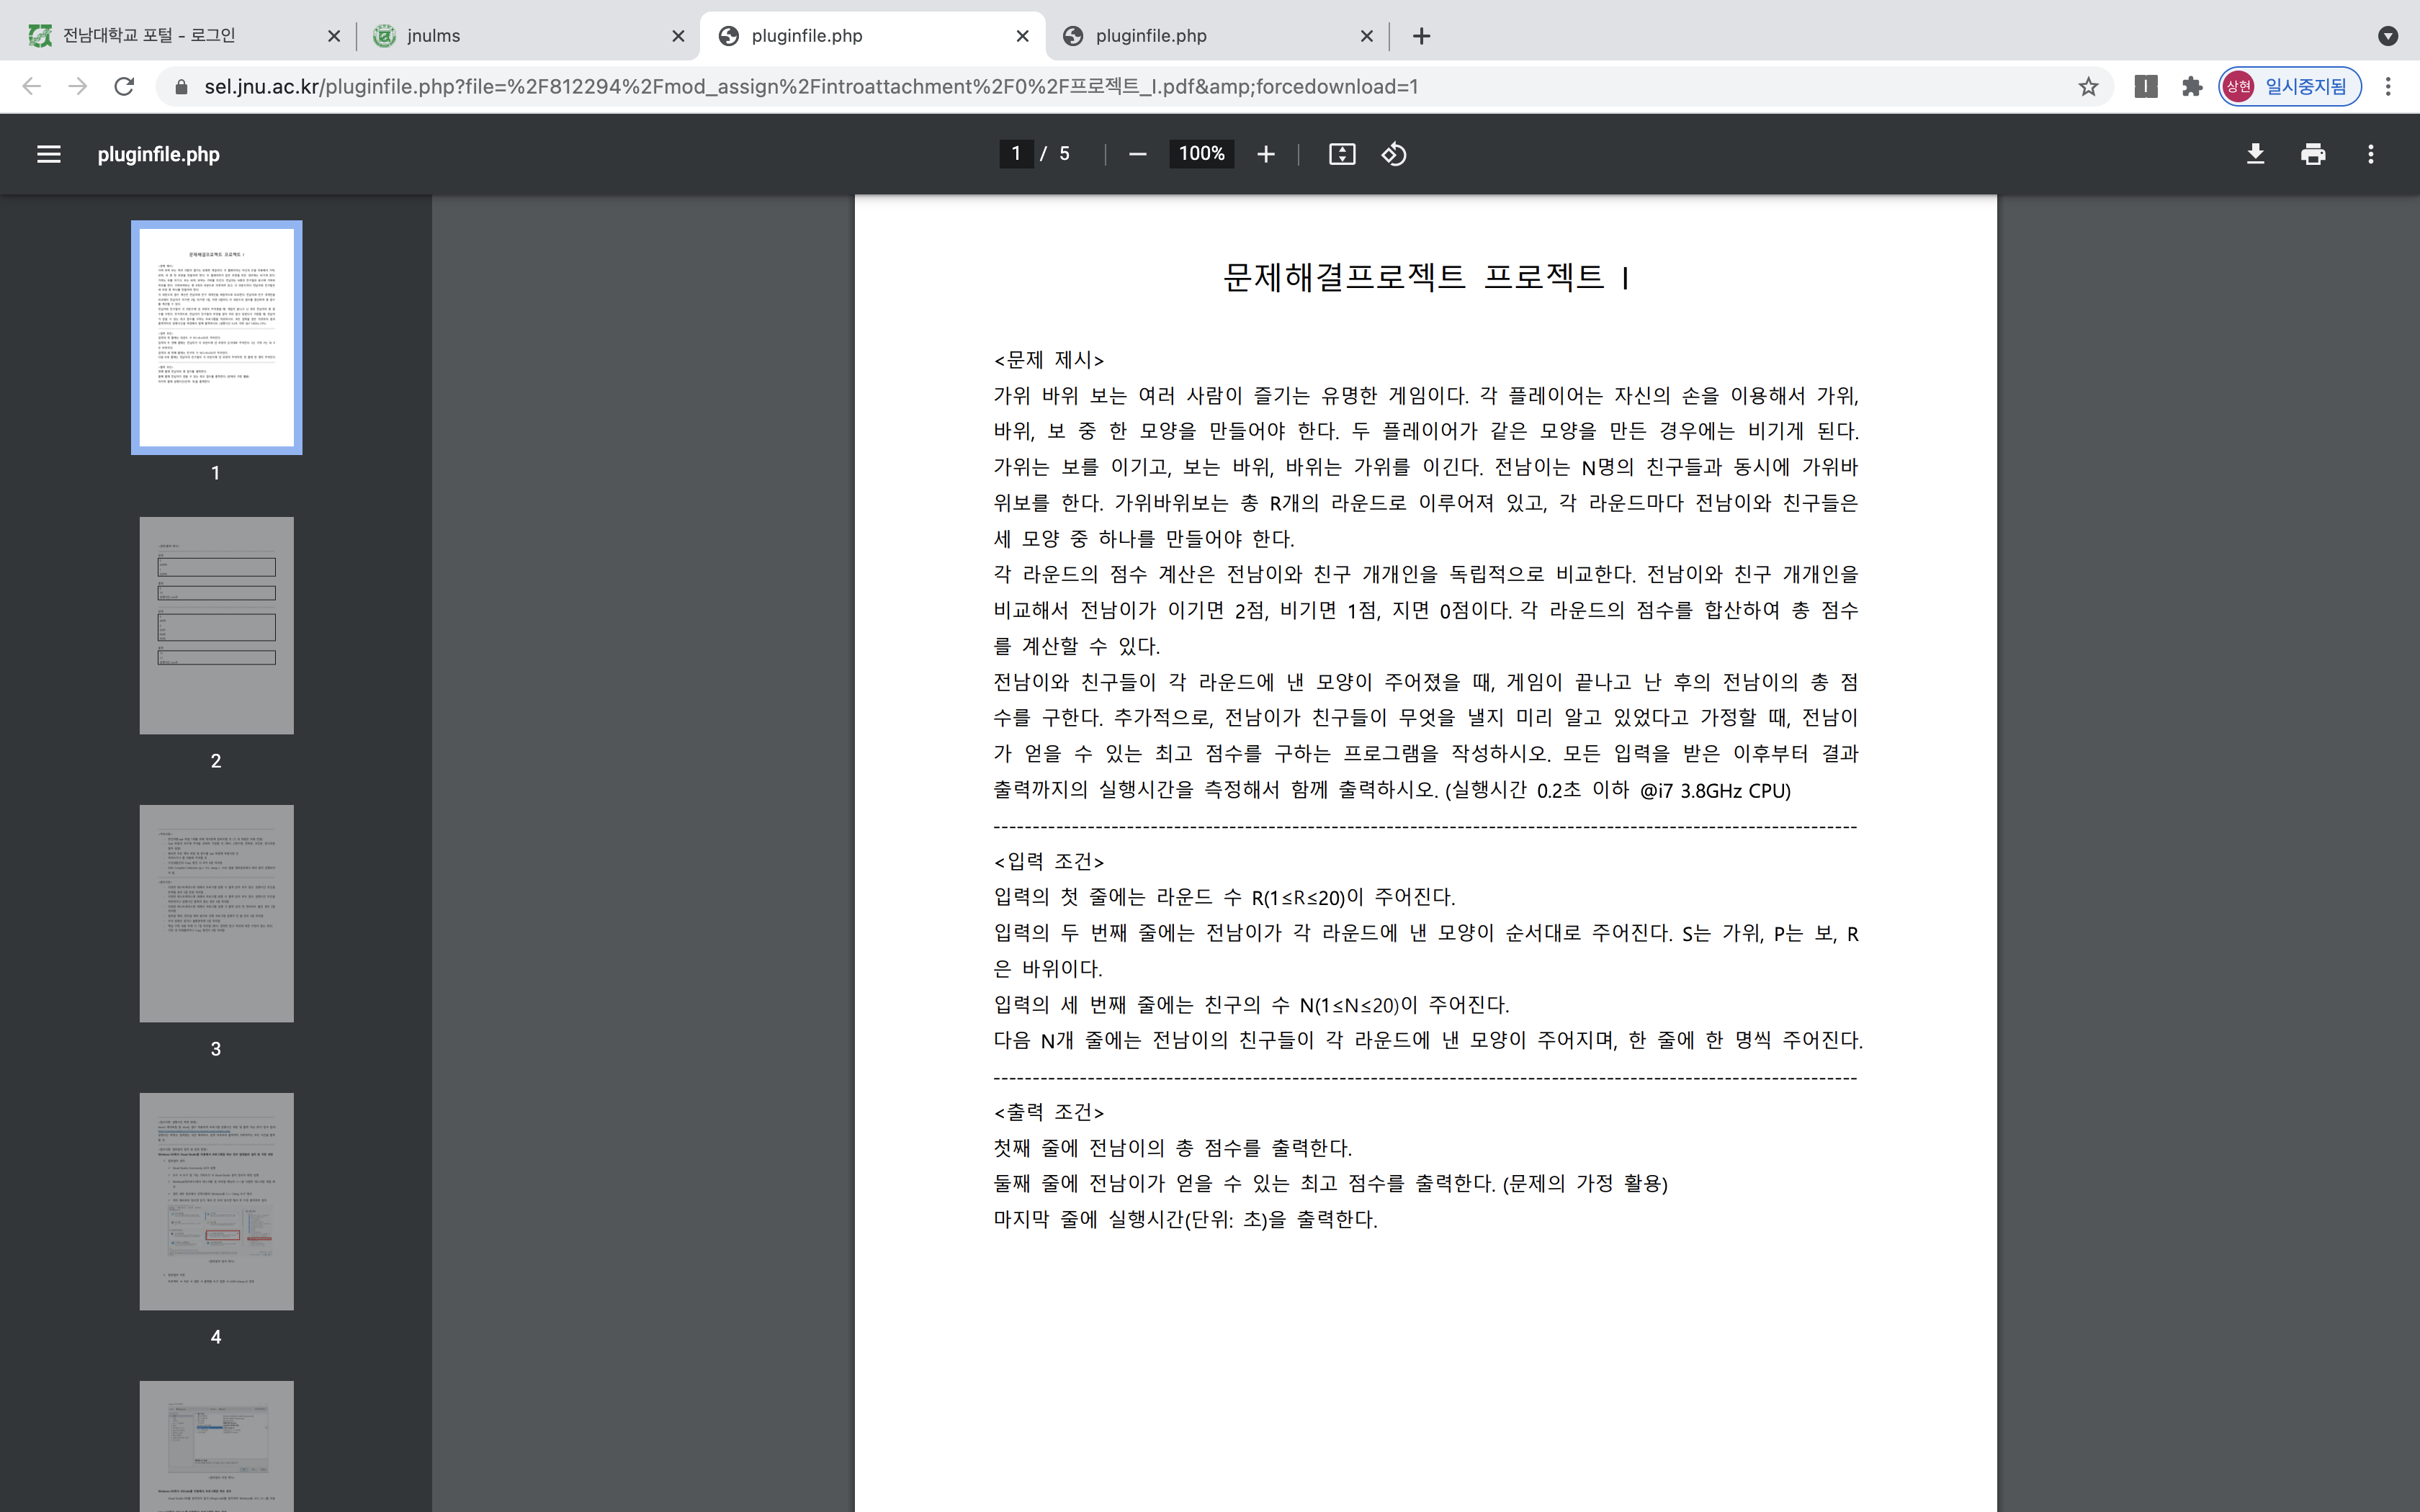 전남대학교 포털 - 로그인
jnulms
pluginfile.php
pluginfile.php
sel.jnu.ac.kr/pluginfile.php?file=%2F812294%2Fmod_assign%2Fintroattachment%2F0%2F프로젝트_I.pdf&amp;forcedownload=1
상현 일시중지됨
pluginfile.php
1 / 5
100%
1
2
3
4
문제해결프로젝트 프로젝트 I
<문제 제시>
가위 바위 보는 여러 사람이 즐기는 유명한 게임이다. 각 플레이어는 자신의 손을 이용해서 가위,
바위, 보 중 한 모양을 만들어야 한다. 두 플레이어가 같은 모양을 만든 경우에는 비기게 된다.
가위는 보를 이기고, 보는 바위, 바위는 가위를 이긴다. 전남이는 N명의 친구들과 동시에 가위바
위보를 한다. 가위바위보는 총 R개의 라운드로 이루어져 있고, 각 라운드마다 전남이와 친구들은
세 모양 중 하나를 만들어야 한다.
각 라운드의 점수 계산은 전남이와 친구 개개인을 독립적으로 비교한다. 전남이와 친구 개개인을
비교해서 전남이가 이기면 2점, 비기면 1점, 지면 0점이다. 각 라운드의 점수를 합산하여 총 점수
를 계산할 수 있다.
전남이와 친구들이 각 라운드에 낸 모양이 주어졌을 때, 게임이 끝나고 난 후의 전남이의 총 점
수를 구한다. 추가적으로, 전남이가 친구들이 무엇을 낼지 미리 알고 있었다고 가정할 때, 전남이
가 얻을 수 있는 최고 점수를 구하는 프로그램을 작성하시오. 모든 입력을 받은 이후부터 결과
출력까지의 실행시간을 측정해서 함께 출력하시오. (실행시간 0.2초 이하 @i7 3.8GHz CPU)
<입력 조건>
입력의 첫 줄에는 라운드 수 R(1≤R≤20)이 주어진다.
입력의 두 번째 줄에는 전남이가 각 라운드에 낸 모양이 순서대로 주어진다. S는 가위, P는 보, R
은 바위이다.
입력의 세 번째 줄에는 친구의 수 N(1≤N≤20)이 주어진다.
다음 N개 줄에는 전남이의 친구들이 각 라운드에 낸 모양이 주어지며, 한 줄에 한 명씩 주어진다.
<출력 조건>
첫째 줄에 전남이의 총 점수를 출력한다.
둘째 줄에 전남이가 얻을 수 있는 최고 점수를 출력한다. (문제의 가정 활용)
마지막 줄에 실행시간(단위: 초)을 출력한다.